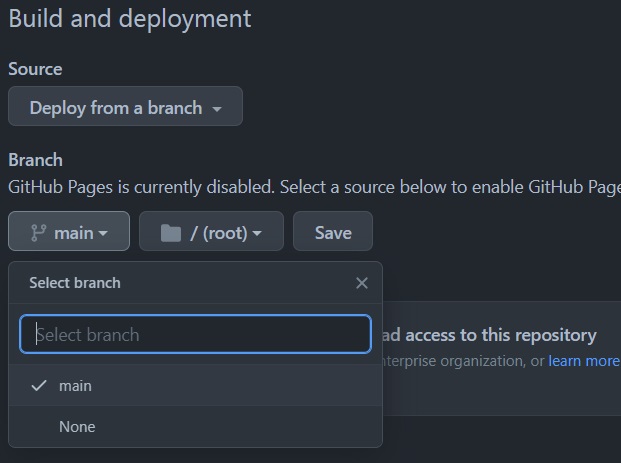 Build and deployment
Source
Deploy from a branch
Branch
GitHub Pages is currently disabled. Select a source below to enable GitHub Page
main
/ (root)
Save
Select branch
Select branch
ad access to this repository
nterprise organization, or learn more
main
None